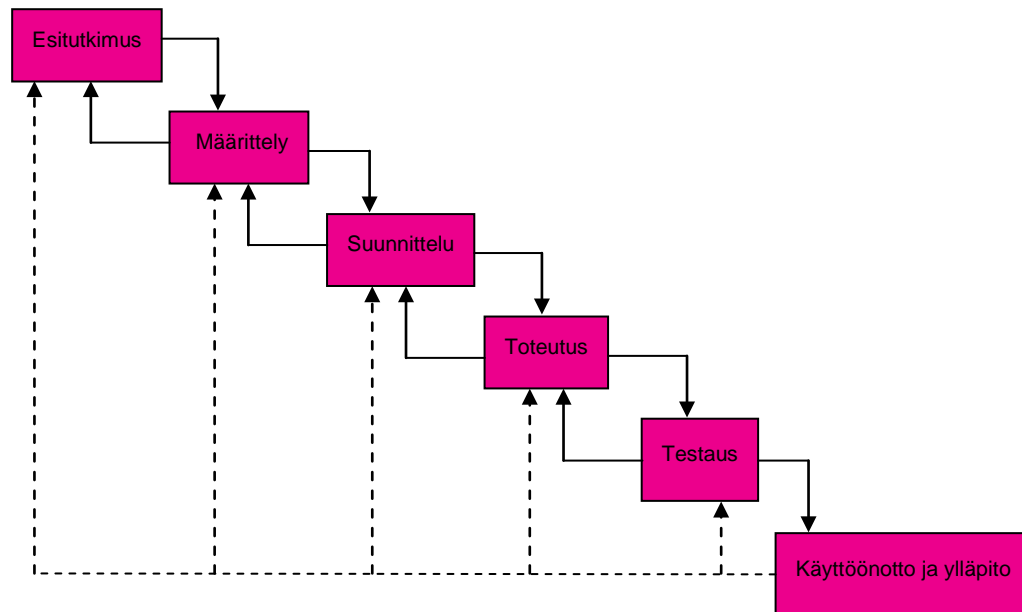 Esitutkimus
Määrittely
Suunnittelu
Toteutus
Testaus
Käyttöönotto ja ylläpito